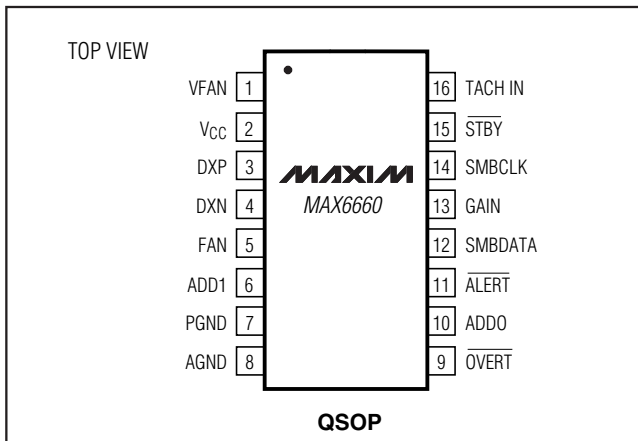 TOP VIEW
VFAN 1
VCC 2
DXP 3
DXN 4
FAN 5
ADD1 6
PGND 7
AGND 8
MAXIM
MAX6660
16 TACH IN
15 STBY
14 SMBCLK
13 GAIN
12 SMBDATA
11 ALERT
10 ADD0
9 OVERT
QSOP